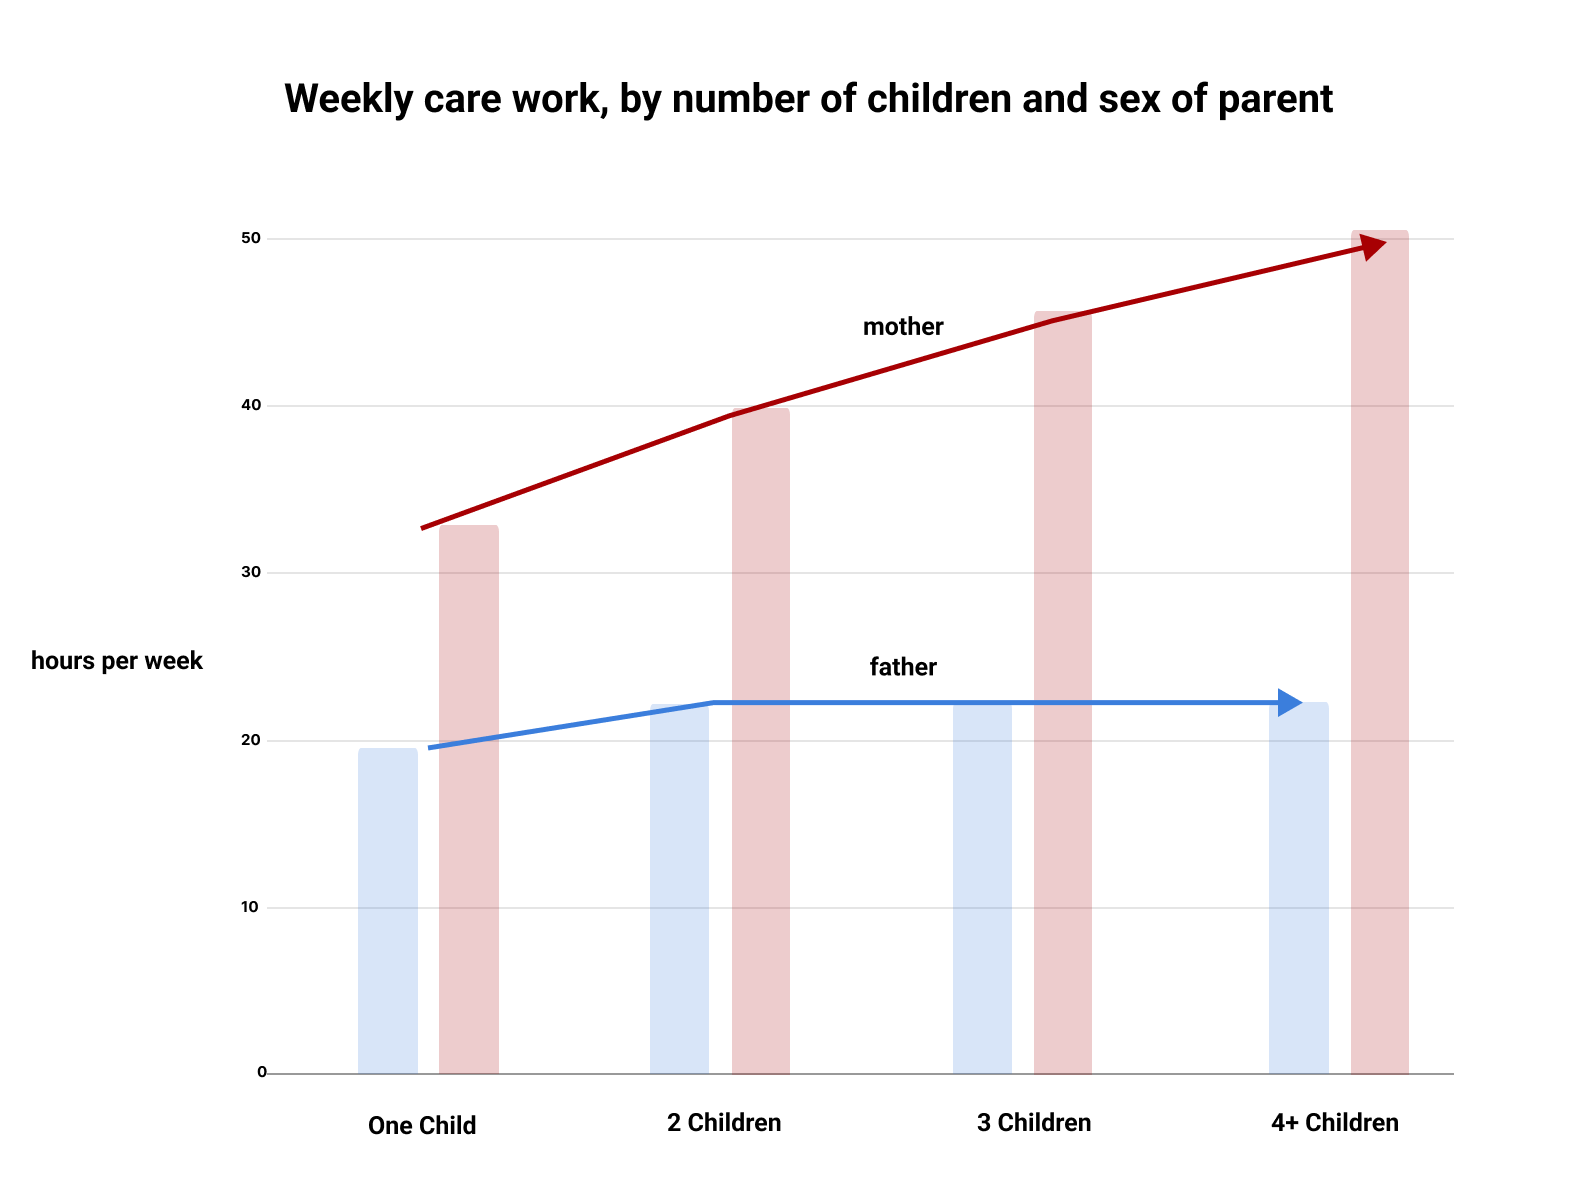 Weekly care work, by number of children and sex of parent
50
mother
40
30
hours per week
father
20
10
0
One Child
2 Children
3 Children
4+ Children